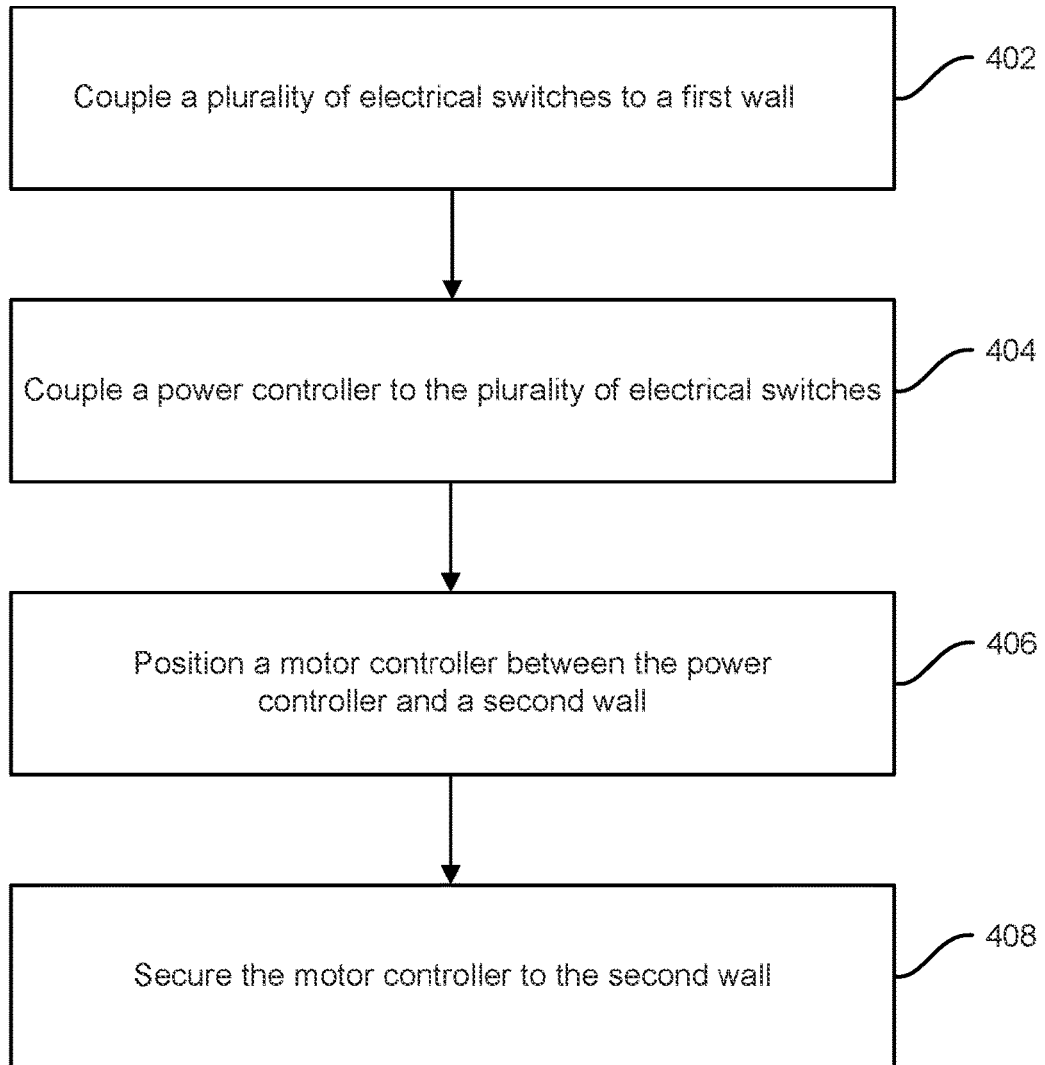 Couple a plurality of electrical switches to a first wall
402
Couple a power controller to the plurality of electrical switches
404
Position a motor controller between the power
controller and a second wall
406
Secure the motor controller to the second wall
408